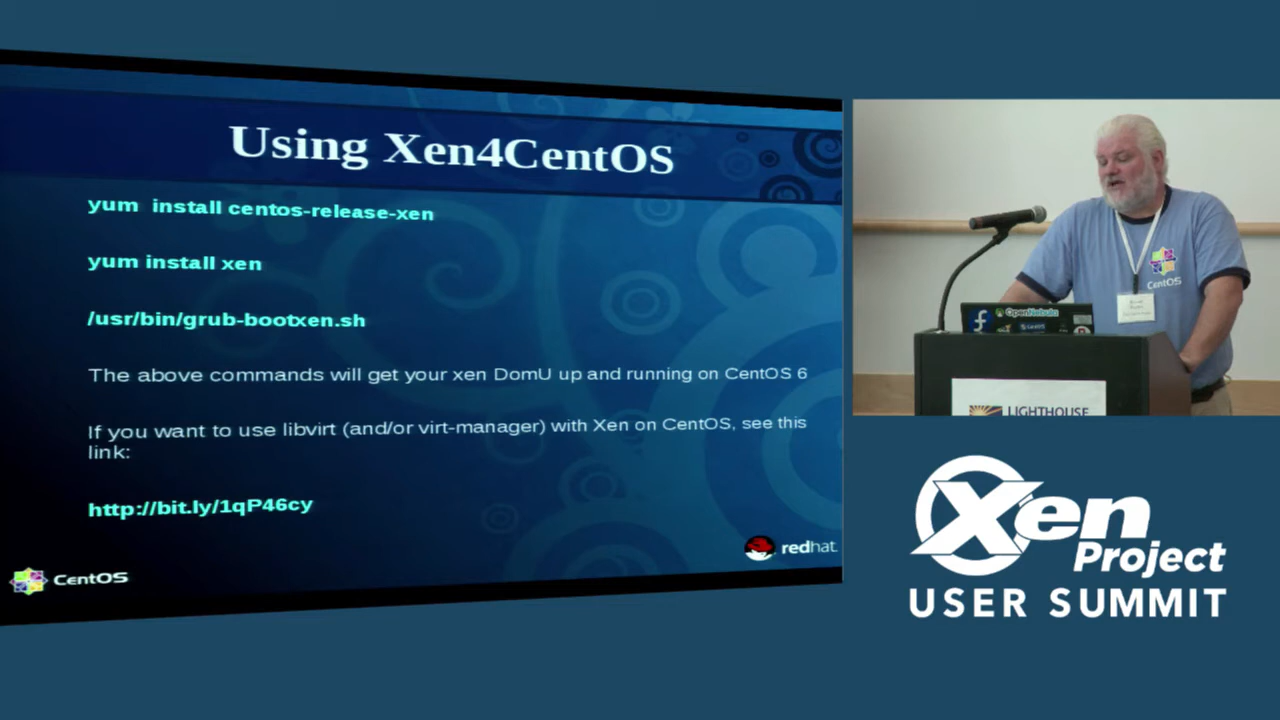 Using Xen4CentOS
yum install centos-release-xen
yum install xen
/usr/bin/grub-bootxen.sh
The above commands will get your xen DomU up and running on CentOS 6
If you want to use libvirt (and/or virt-manager) with Xen on CentOS, see this
link:
http://bit.ly/1qP46cy
redhat.
CentOS
CentOS
OpenNebula
CentOS
LIGHTHOUSE
Xen
Project
USER SUMMIT